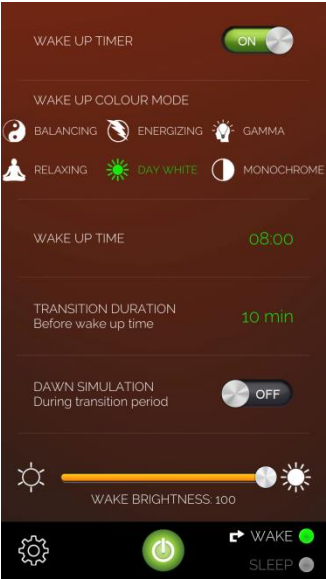 WAKE UP TIMER ON
WAKE UP COLOUR MODE
BALANCING ENERGIZING GAMMA
RELAXING DAY WHITE MONOCHROME
WAKE UP TIME 08:00
TRANSITION DURATION
Before wake up time
10 min
DAWN SIMULATION
During transition period
OFF
WAKE BRIGHTNESS: 100
WAKE
SLEEP